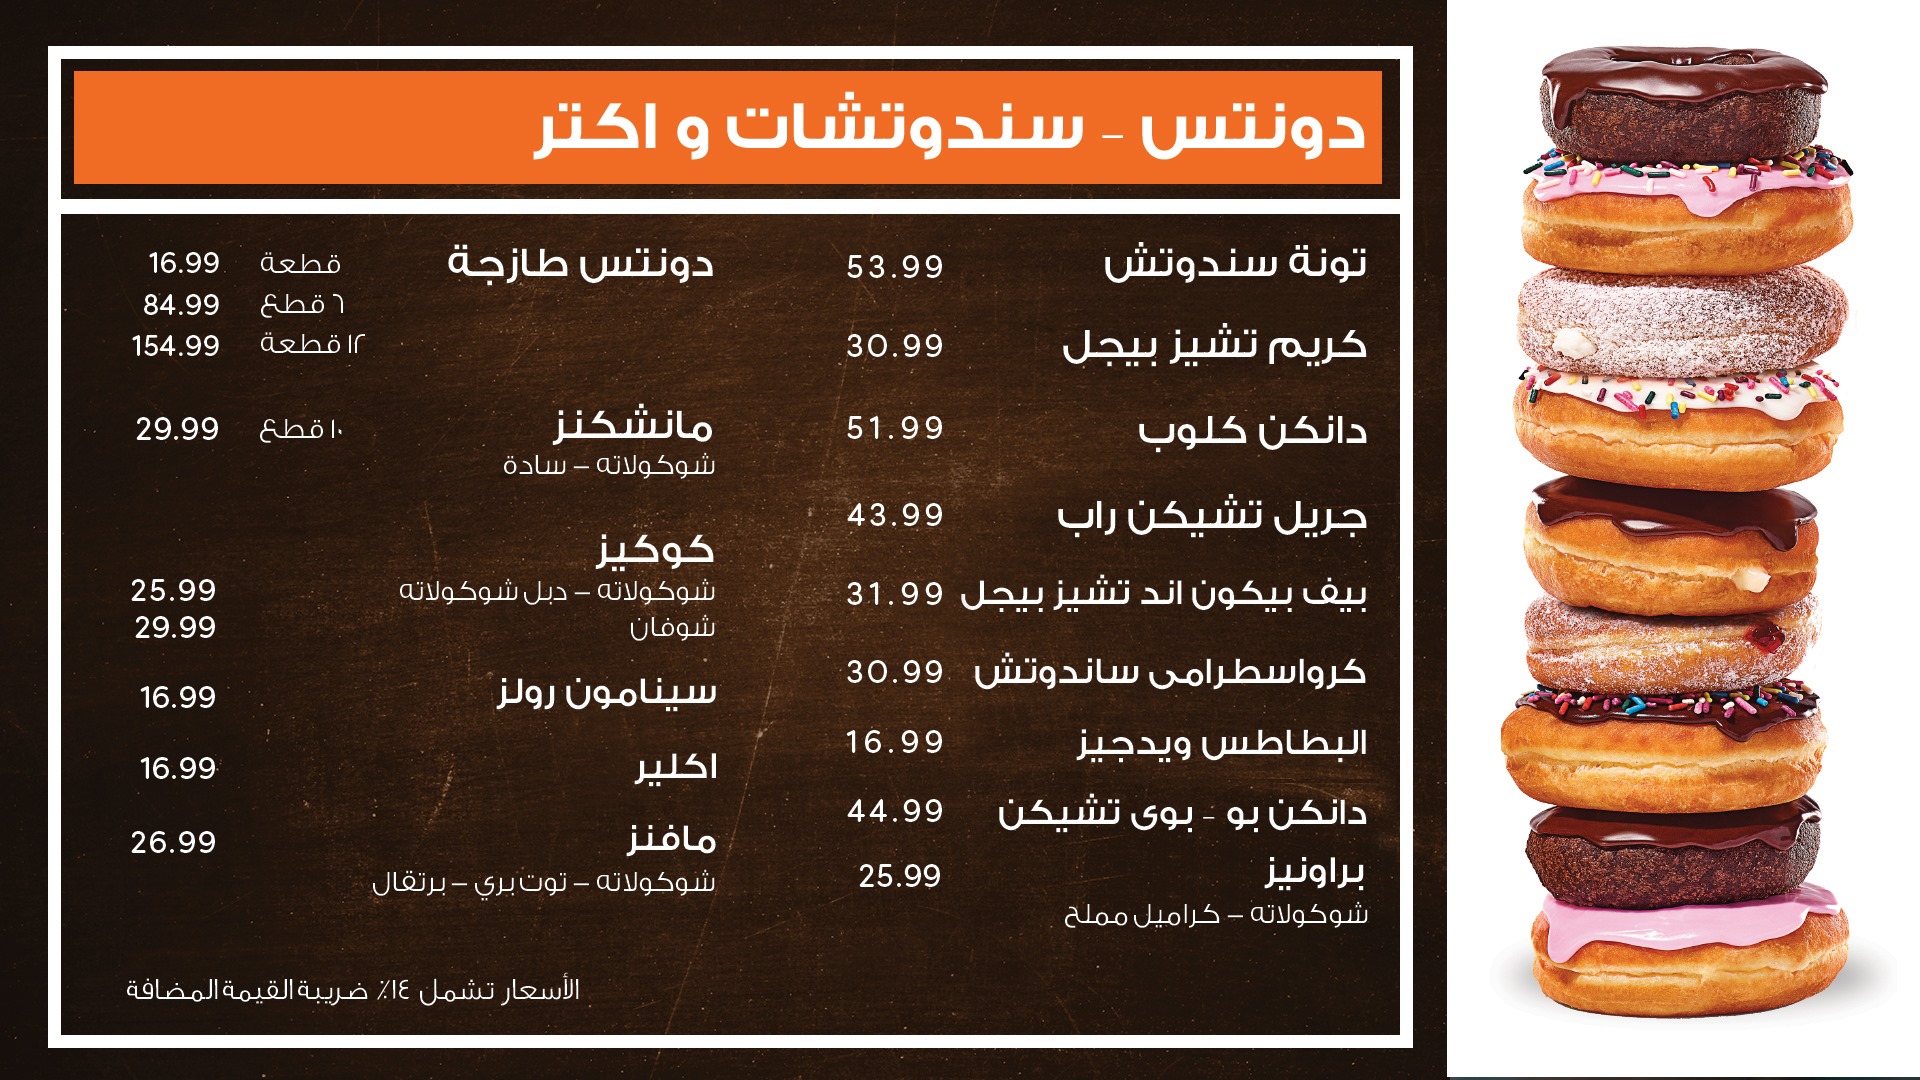 دونتس - سندوتشات و اكتر
تونة سندوتش 53.99
كريم تشيز بيجل 30.99
دانكن كلوب 51.99
جريل تشيكن راب 43.99
بيف بيكون اند تشيز بيجل 31.99
كرواسطرامى ساندوتش 30.99
البطاطس ويدجيز 16.99
دانكن بو - بوى تشيكن 44.99
براونيز 25.99
شوكولاته – كراميل مملح
دونتس طازجة قطعة 16.99
٦ قطع 84.99
١٢ قطعة 154.99
مانشكنز ١٠ قطع 29.99
شوكولاته – سادة
كوكيز
شوكولاته – دبل شوكولاته 25.99
شوفان 29.99
سينامون رولز 16.99
اكلير 16.99
مافنز 26.99
شوكولاته – توت بري – برتقال
الأسعار تشمل ١٤٪ ضريبة القيمة المضافة